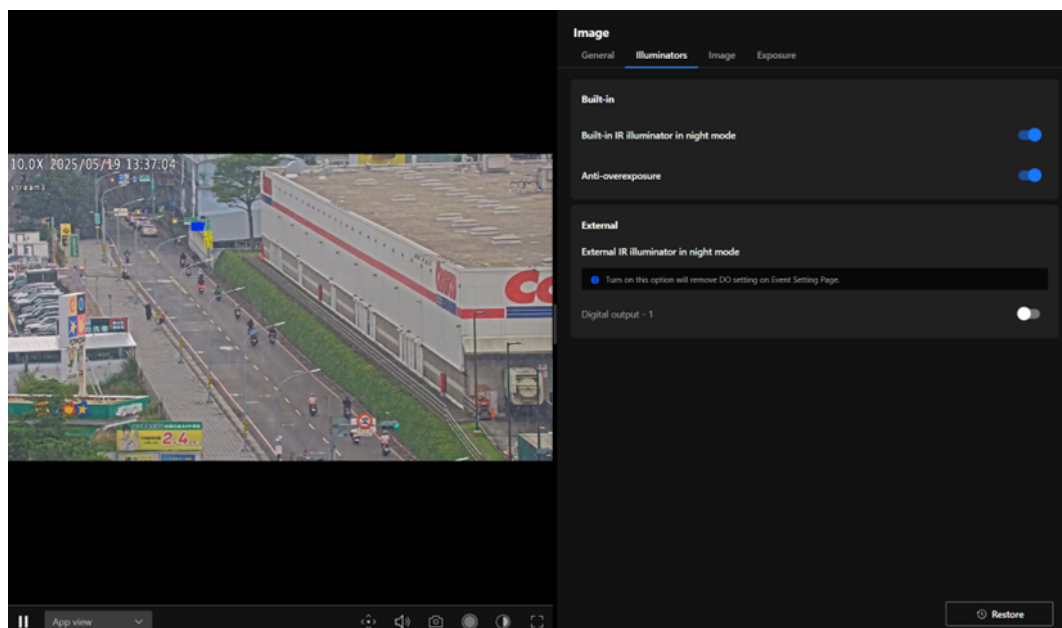 Image
General Illuminators Image Exposure
Built-in
Built-in IR illuminator in night mode
Anti-overexposure
External
External IR illuminator in night mode
Turn on this option will remove DO setting on Event Setting Page.
Digital output - 1
Restore
10.0X 2025/05/19 13:37:04
stream1
2.4
App view